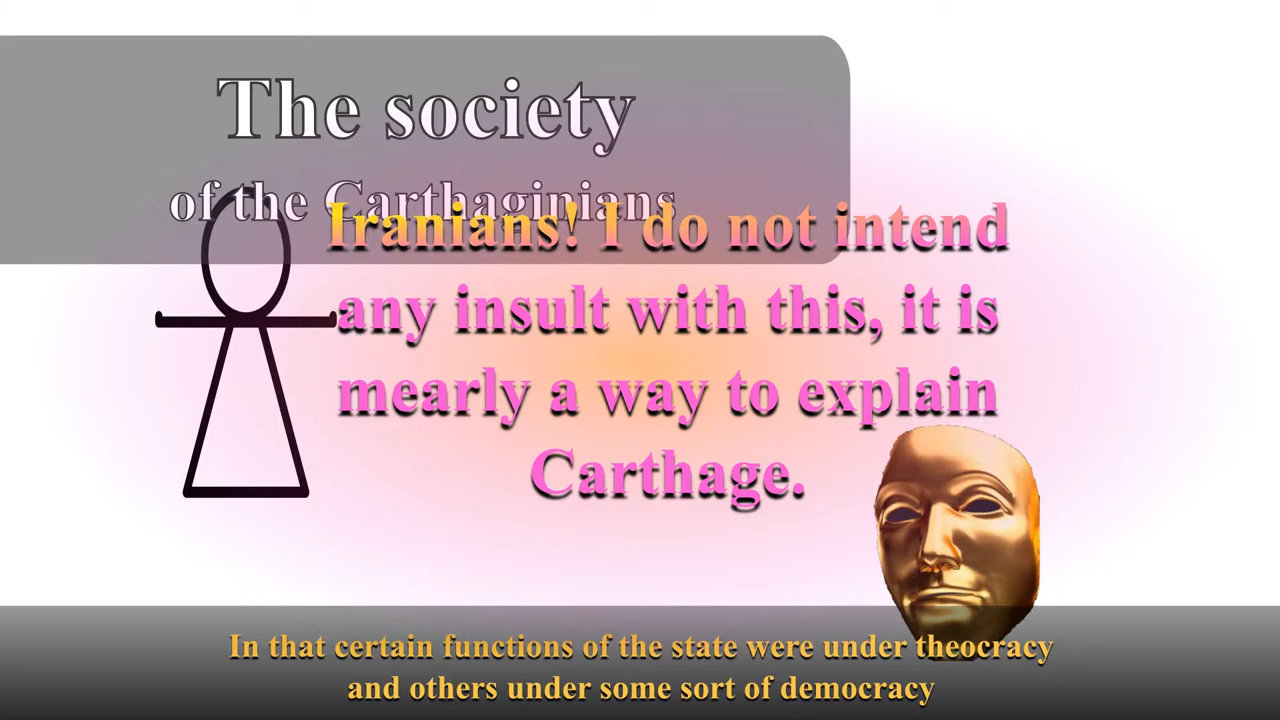 The society
of the Carthaginians
Iranians! I do not intend
any insult with this, it is
mearly a way to explain
Carthage.
In that certain functions of the state were under theocracy
and others under some sort of democracy